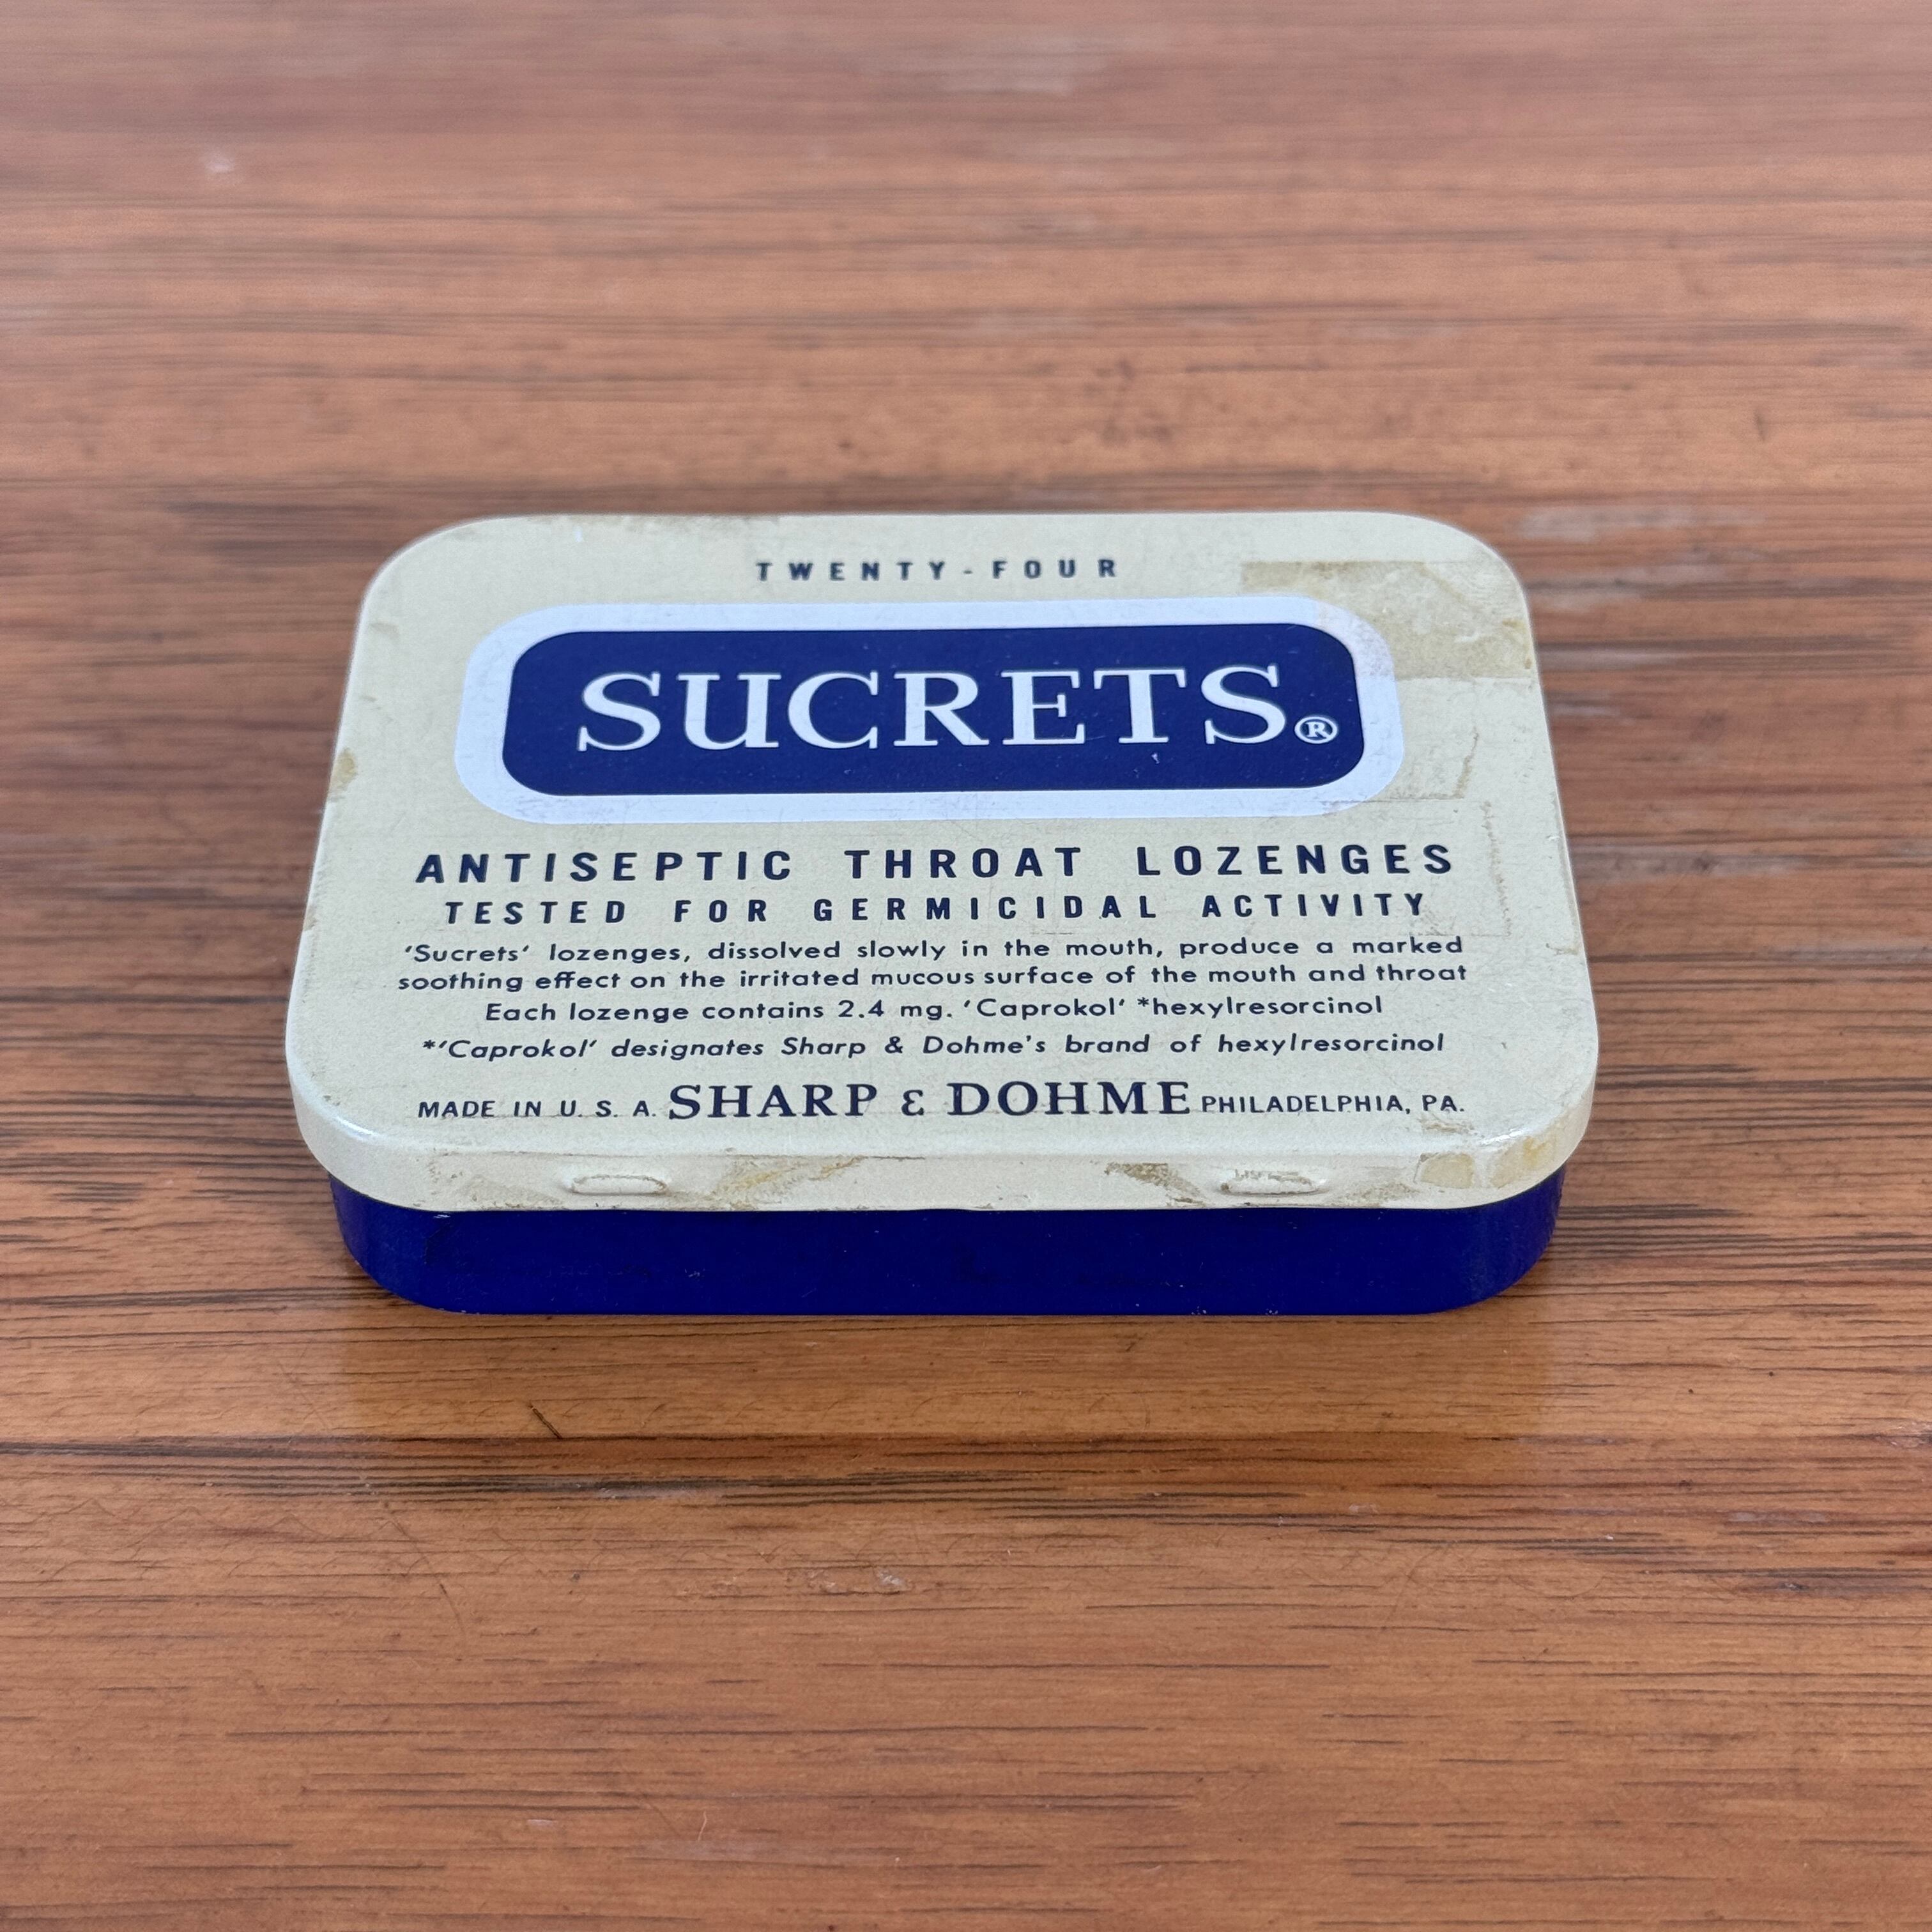 TWENTY-FOUR
SUCRETS®
ANTISEPTIC THROAT LOZENGES
TESTED FOR GERMICIDAL ACTIVITY
'Sucrets' lozenges, dissolved slowly in the mouth, produce a marked
soothing effect on the irritated mucous surface of the mouth and throat
Each lozenge contains 2.4 mg. 'Caprokol' *hexylresorcinol
*'Caprokol' designates Sharp & Dohme's brand of hexylresorcinol
MADE IN U. S. A. SHARP & DOHME PHILADELPHIA, PA.